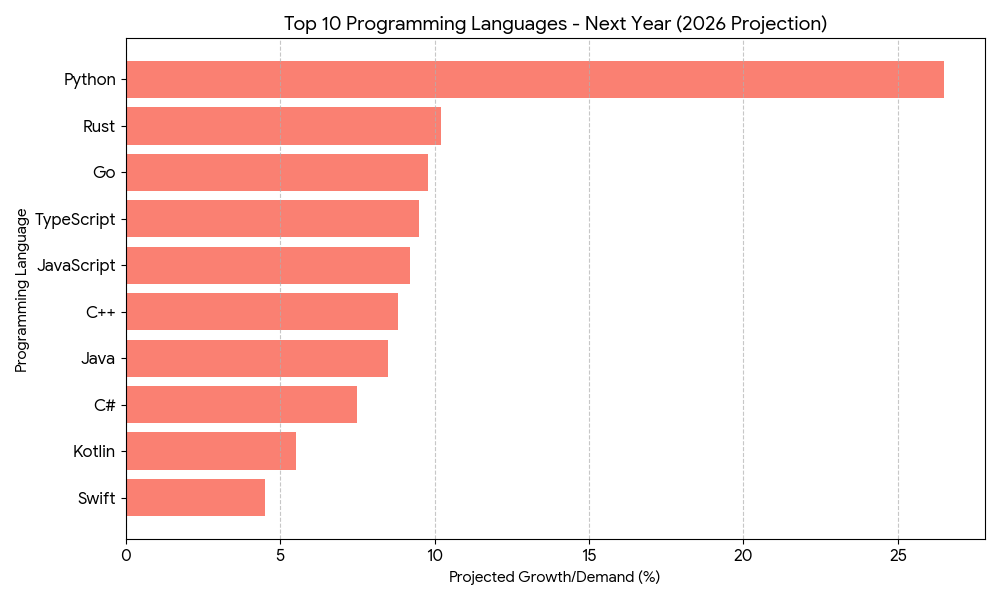 Top 10 Programming Languages - Next Year (2026 Projection)
Programming Language
Python
Rust
Go
TypeScript
JavaScript
C++
Java
C#
Kotlin
Swift
0 5 10 15 20 25
Projected Growth/Demand (%)